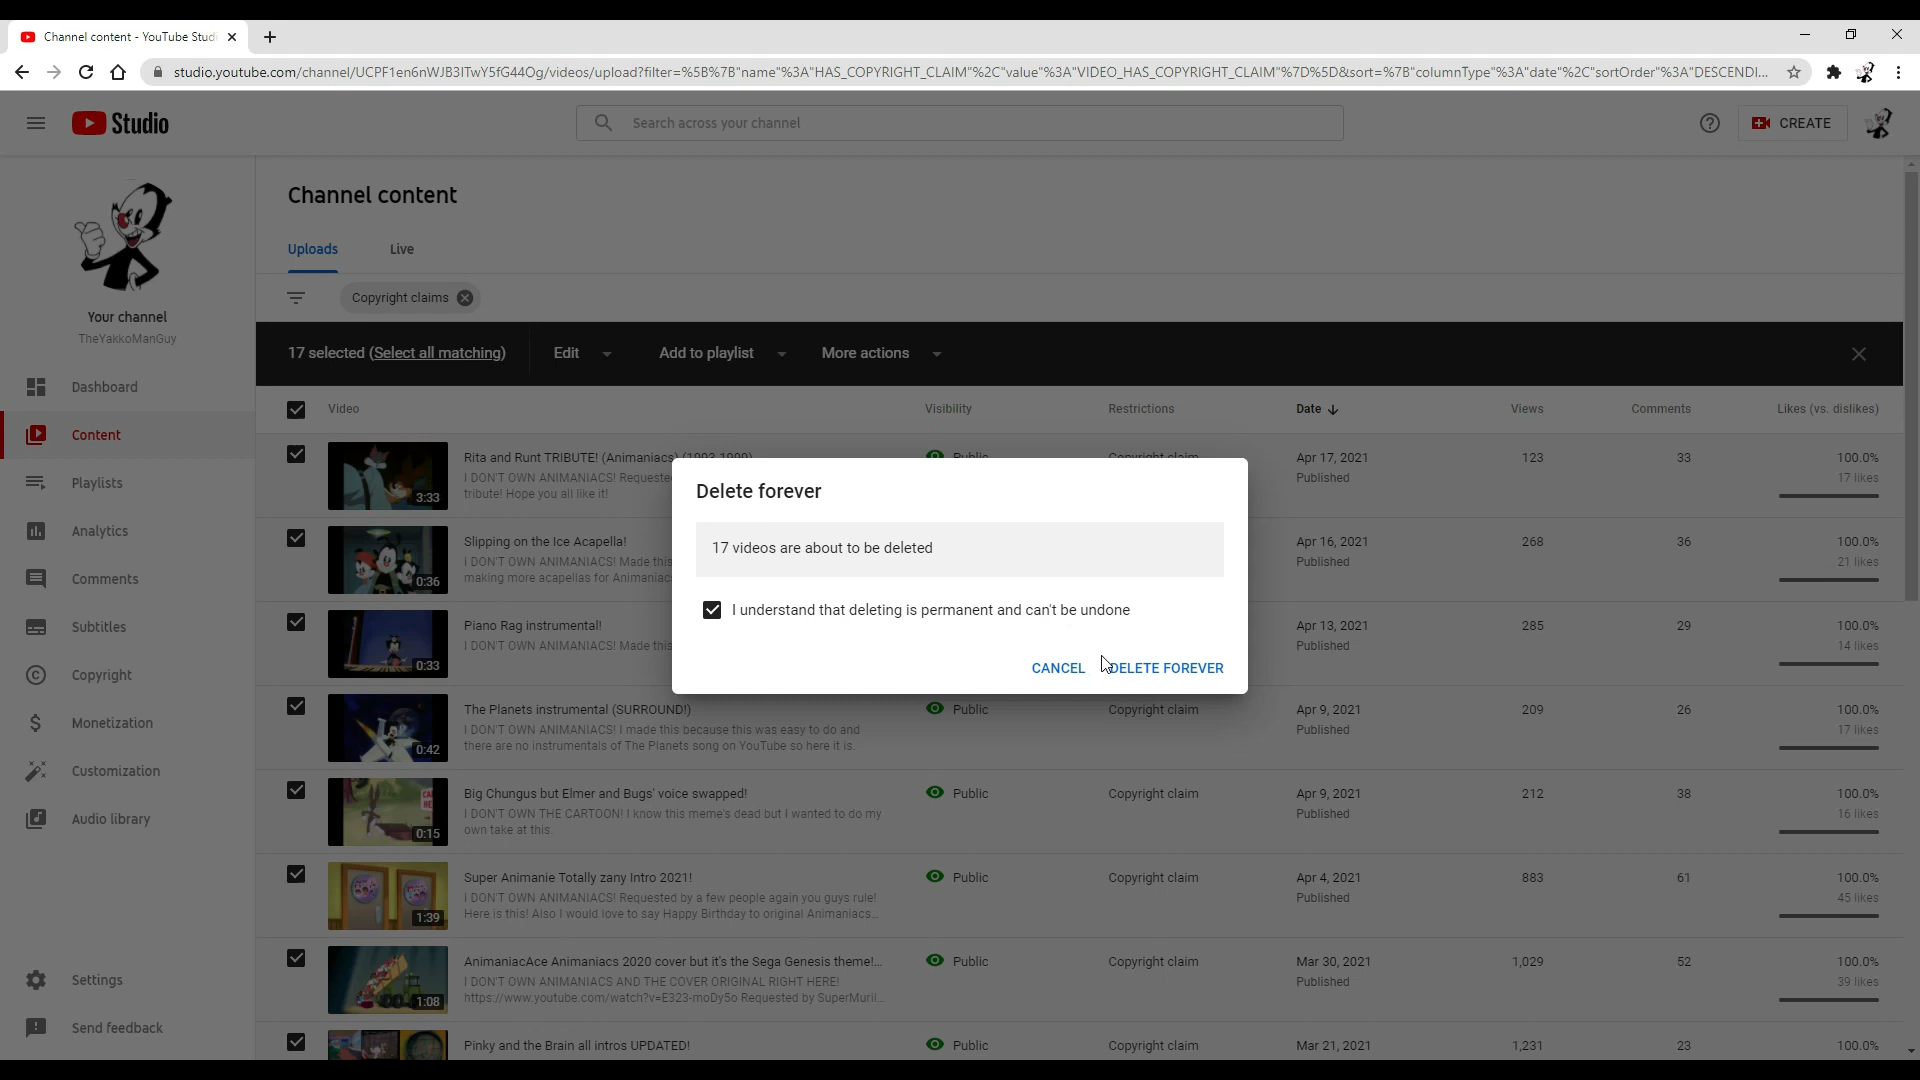 Channel content - YouTube Stud
studio.youtube.com/channel/UCPF1en6nWJB3ITwY5fG44Og/videos/upload?filter=%5B%7B"name"%3A"HAS_COPYRIGHT_CLAIM"%2C"value"%3A"VIDEO_HAS_COPYRIGHT_CLAIM"%7D%5D&sort=%7B"columnType"%3A"date"%2C"sortOrder"%3A"DESCENDI...
Studio
Search across your channel
CREATE
Your channel
TheYakkoManGuy
Dashboard
Content
Playlists
Analytics
Comments
Subtitles
Copyright
Monetization
Customization
Audio library
Settings
Send feedback
Channel content
Uploads Live
Copyright claims
17 selected (Select all matching) Edit Add to playlist More actions
Video Visibility Restrictions Date Views Comments Likes (vs. dislikes)
Rita and Runt TRIBUTE! (Animaniacs) (1993-1999) Public Copyright claim Apr 17, 2021 123 33 100.0%
I DON'T OWN ANIMANIACS! Requested Published 17 likes
tribute! Hope you all like it!
3:33
Slipping on the Ice Acapella! Apr 16, 2021 268 36 100.0%
I DON'T OWN ANIMANIACS! Made this Published 21 likes
making more acapellas for Animaniac
0:36
Piano Rag instrumental! Apr 13, 2021 285 29 100.0%
I DON'T OWN ANIMANIACS! Made this Published 14 likes
0:33
The Planets instrumental (SURROUND!) Public Copyright claim Apr 9, 2021 209 26 100.0%
I DON'T OWN ANIMANIACS! I made this because this was easy to do and Published 17 likes
there are no instrumentals of The Planets song on YouTube so here it is.
0:42
Big Chungus but Elmer and Bugs' voice swapped! Public Copyright claim Apr 9, 2021 212 38 100.0%
I DON'T OWN THE CARTOON! I know this meme's dead but I wanted to do my Published 16 likes
own take at this.
0:15
Super Animanie Totally zany Intro 2021! Public Copyright claim Apr 4, 2021 883 61 100.0%
I DON'T OWN ANIMANIACS! Requested by a few people again you guys rule! Published 45 likes
Here is this! Also I would love to say Happy Birthday to original Animaniacs...
1:39
AnimaniacAce Animaniacs 2020 cover but it's the Sega Genesis theme!... Public Copyright claim Mar 30, 2021 1,029 52 100.0%
I DON'T OWN ANIMANIACS AND THE COVER ORIGINAL RIGHT HERE! Published 39 likes
https://www.youtube.com/watch?v=E323-moDy5o Requested by SuperMuril...
1:08
Pinky and the Brain all intros UPDATED! Public Copyright claim Mar 21, 2021 1,231 23 100.0%
Delete forever
17 videos are about to be deleted
I understand that deleting is permanent and can't be undone
CANCEL DELETE FOREVER